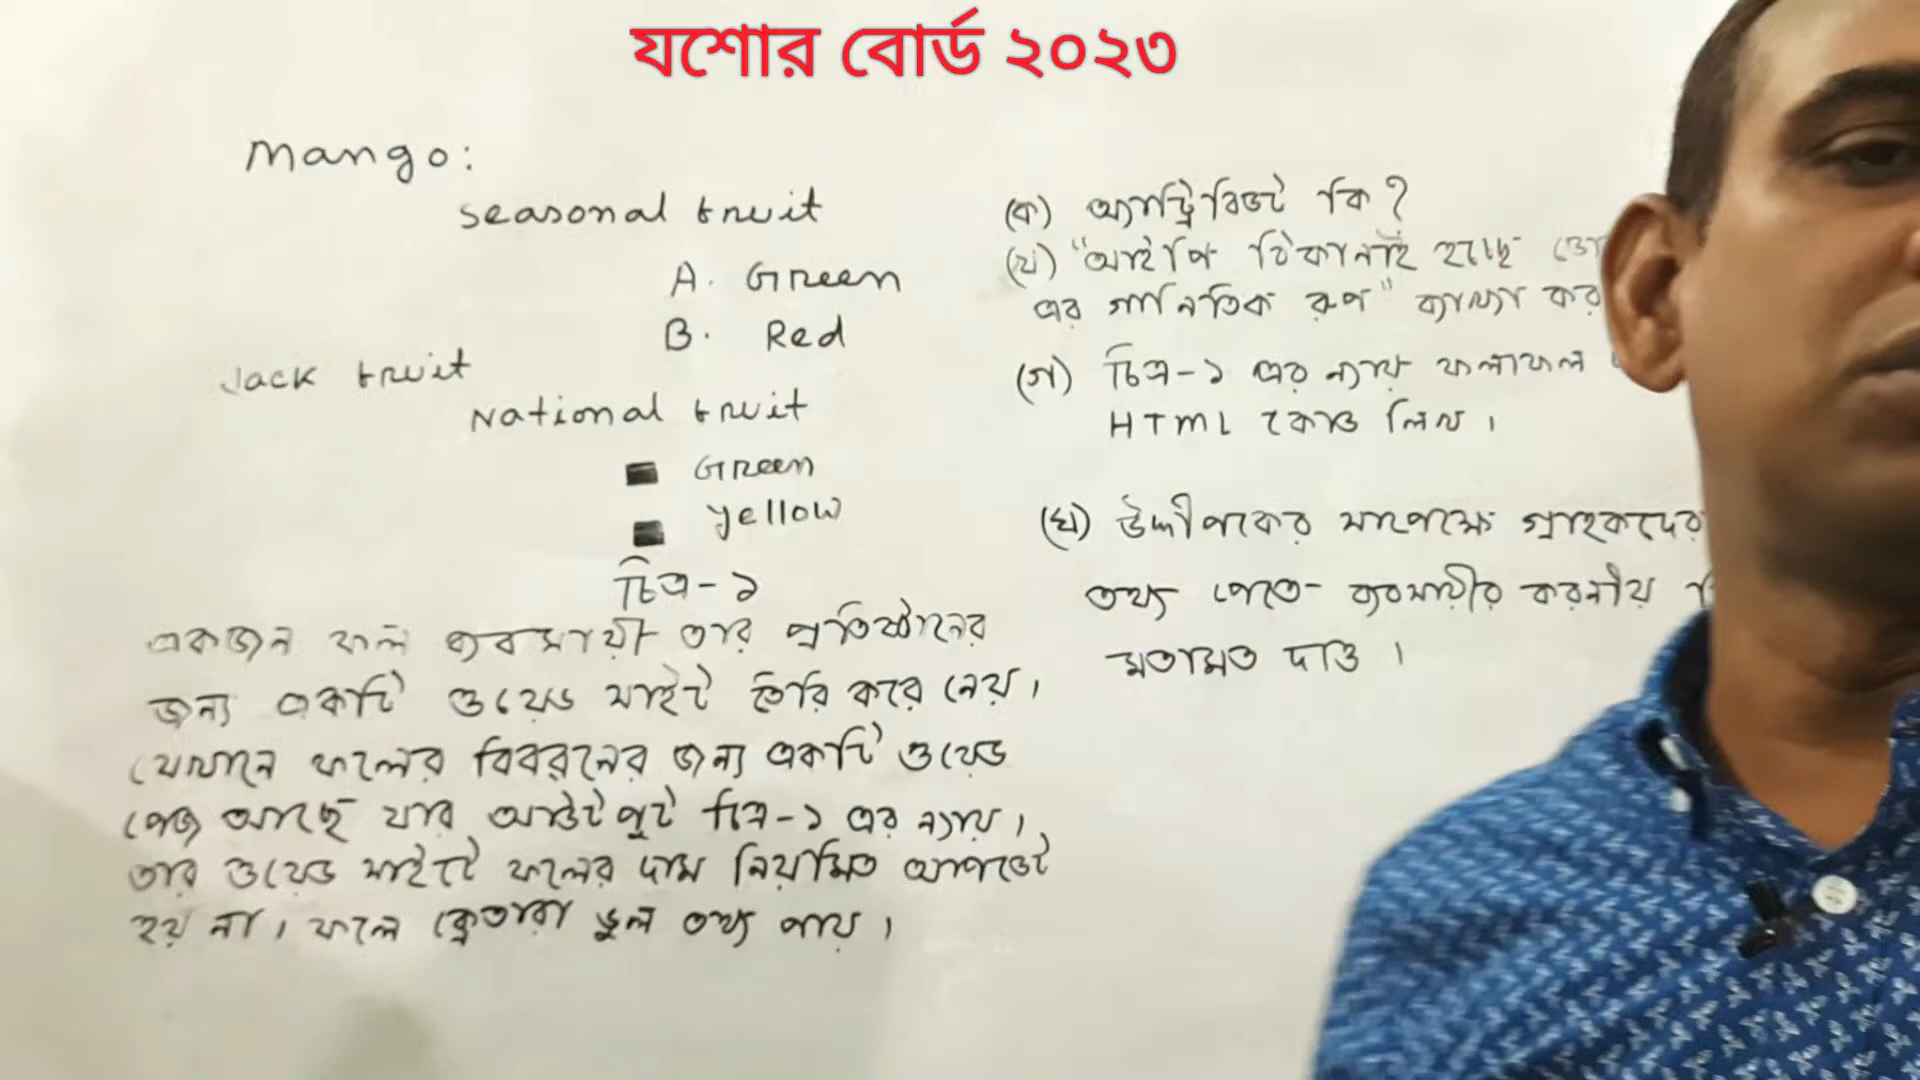 যশোর বোর্ড ২০২৩
Mango:
Seasonal fruit
A. Green
B. Red
Jack fruit
National fruit
Green
yellow
চিত্র-১
একজন ফল ব্যবসায়ী তার প্রতিষ্ঠানের
জন্য একটি ওয়েব সাইট তৈরি করে নেয়।
যেখানে ফলের বিবরনের জন্য একটি ওয়েব
পেজ আছে যার আউটপুট চিত্র-১ এর ন্যায়।
তার ওয়েব সাইটে ফলের দাম নিয়মিত আপডেট
হয় না। ফলে ক্রেতারা ভুল তথ্য পায়।
(ক) অ্যাট্রিবিউট কি?
(খ) "আইপি ঠিকানাই হচ্ছে
এর গাণিতিক রূপ" ব্যাখ্যা কর
(গ) চিত্র-১ এর ন্যায় ফলাফল
HTML কোড লিখ।
(ঘ) উদ্দীপকের সাপেক্ষে গ্রাহকদের
তথ্য পেতে ব্যবসায়ীর করনীয়
মতামত দাও।